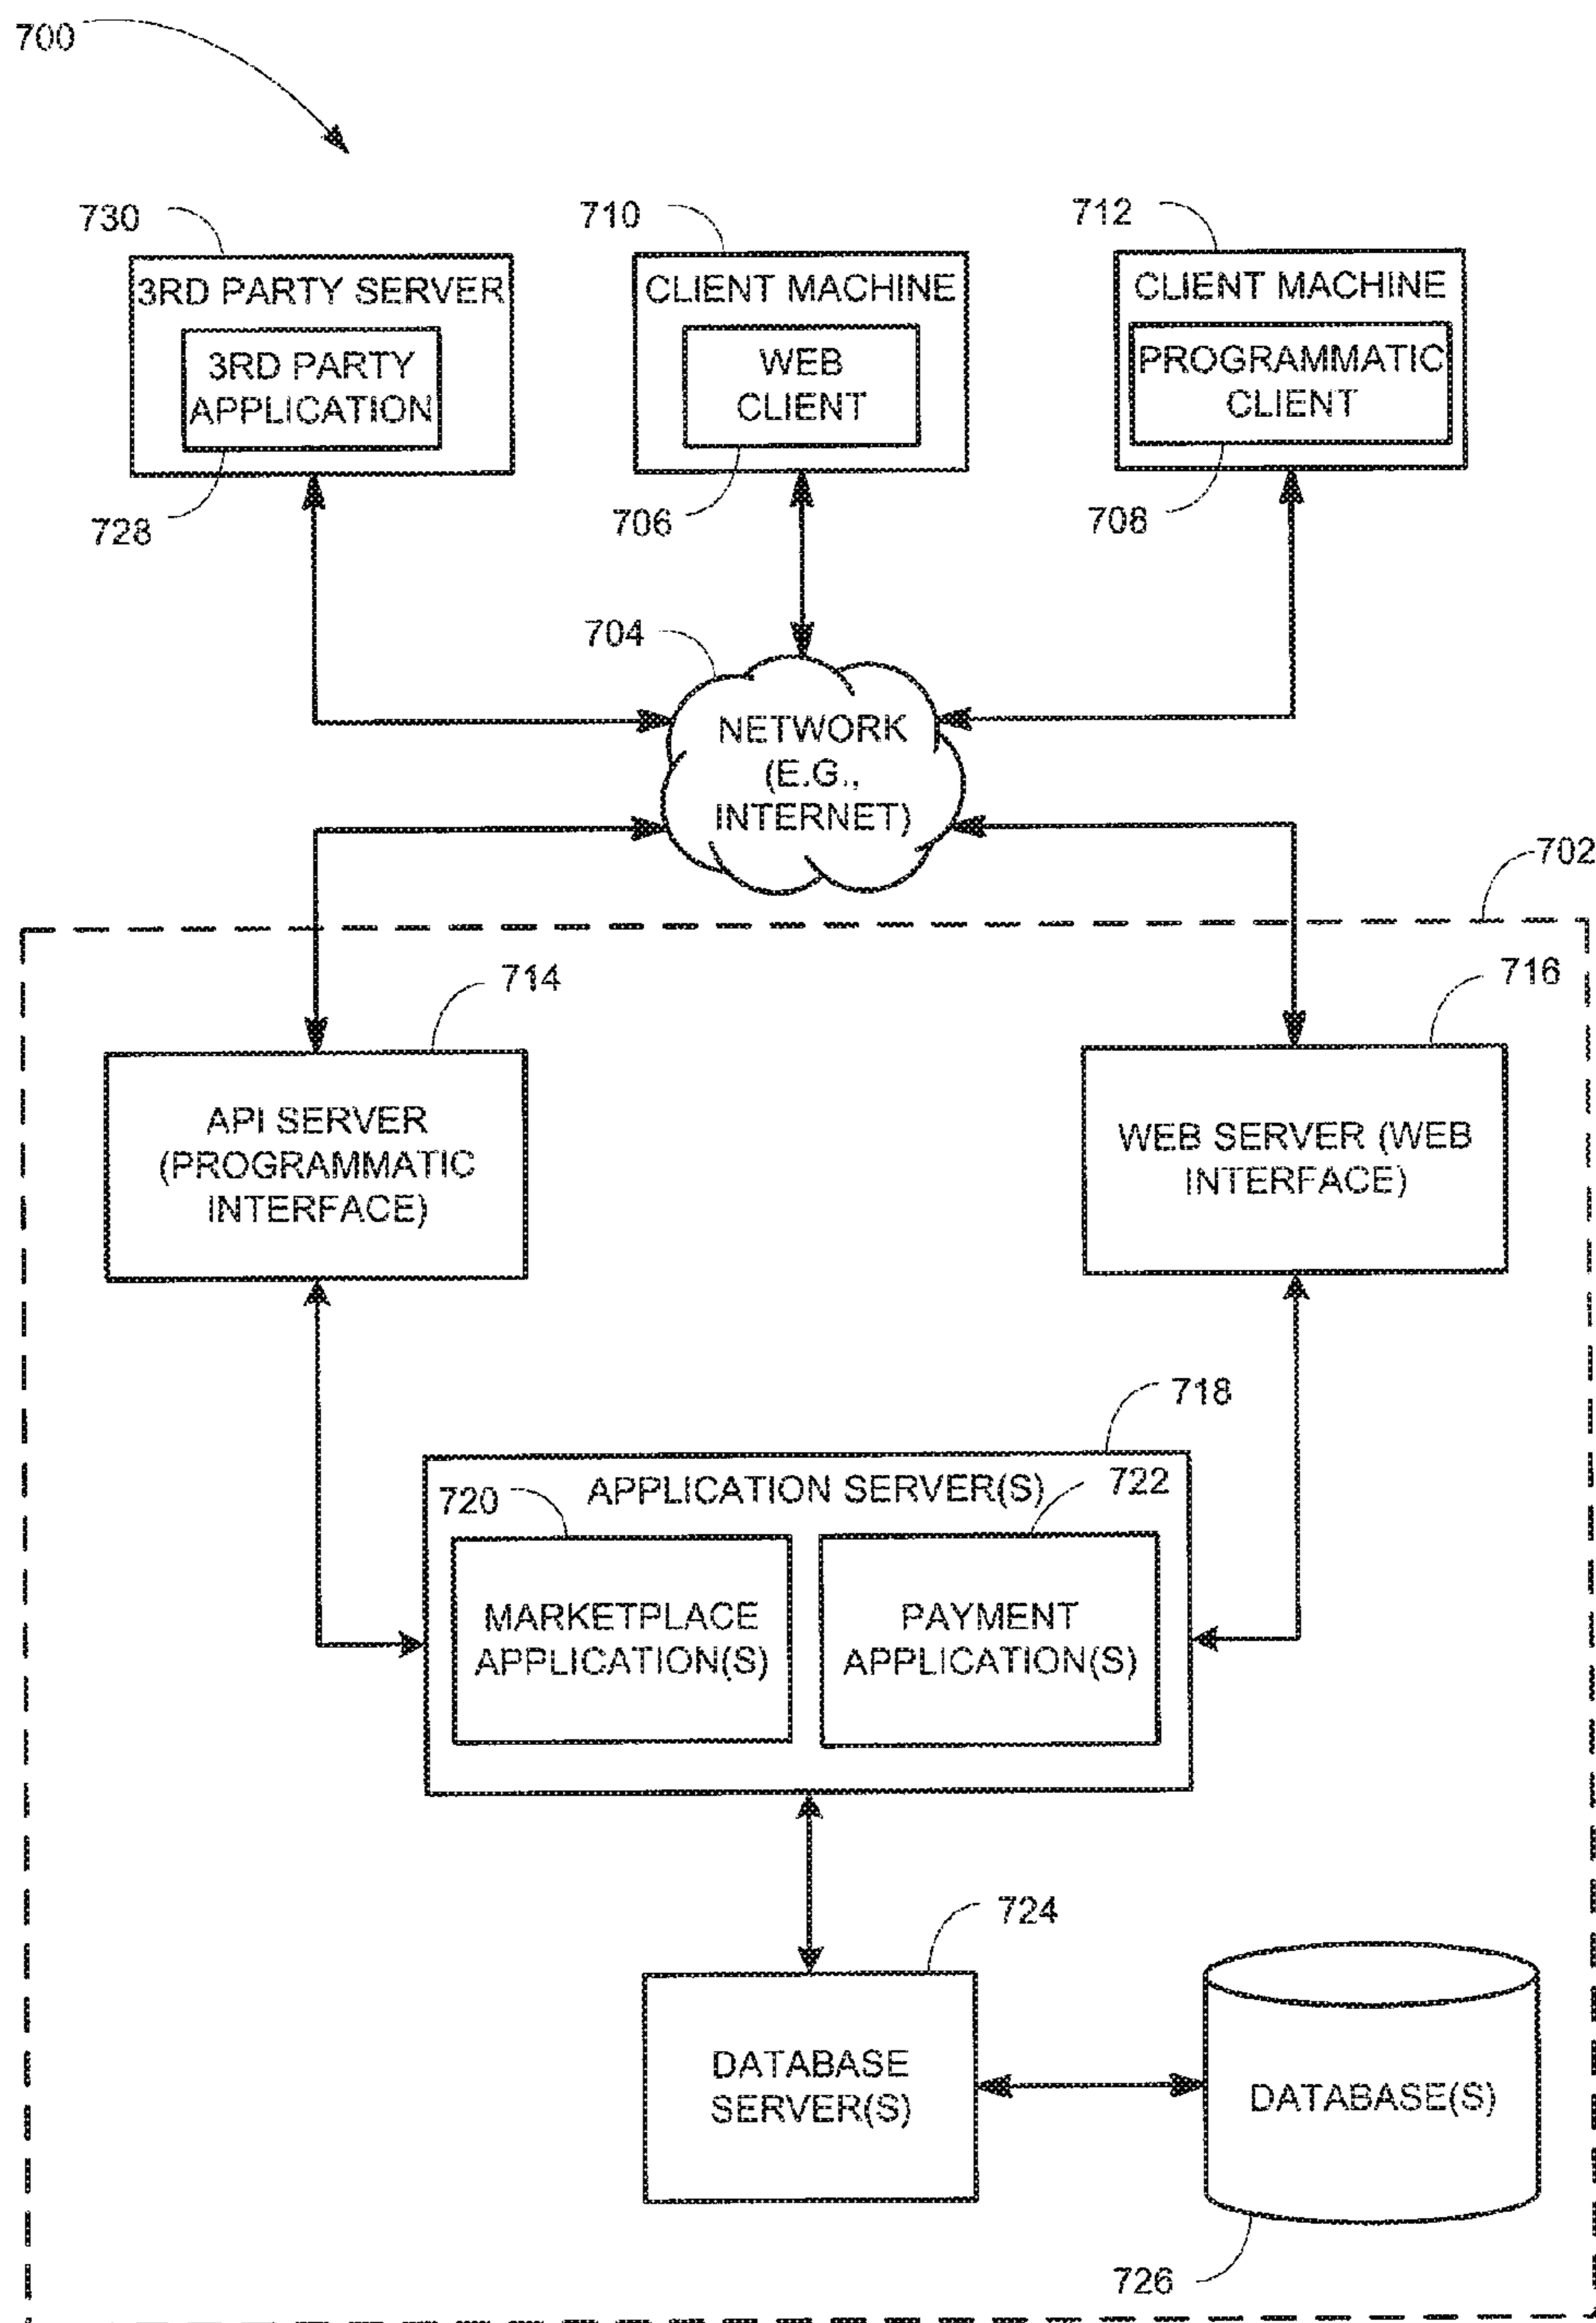 700
730
3RD PARTY SERVER
3RD PARTY
APPLICATION
728
710
CLIENT MACHINE
WEB
CLIENT
706
712
CLIENT MACHINE
PROGRAMMATIC
CLIENT
708
704
NETWORK
(E.G.,
INTERNET)
702
714
API SERVER
(PROGRAMMATIC
INTERFACE)
716
WEB SERVER (WEB
INTERFACE)
718
APPLICATION SERVER(S)
720
MARKETPLACE
APPLICATION(S)
722
PAYMENT
APPLICATION(S)
724
DATABASE
SERVER(S)
DATABASE(S)
726